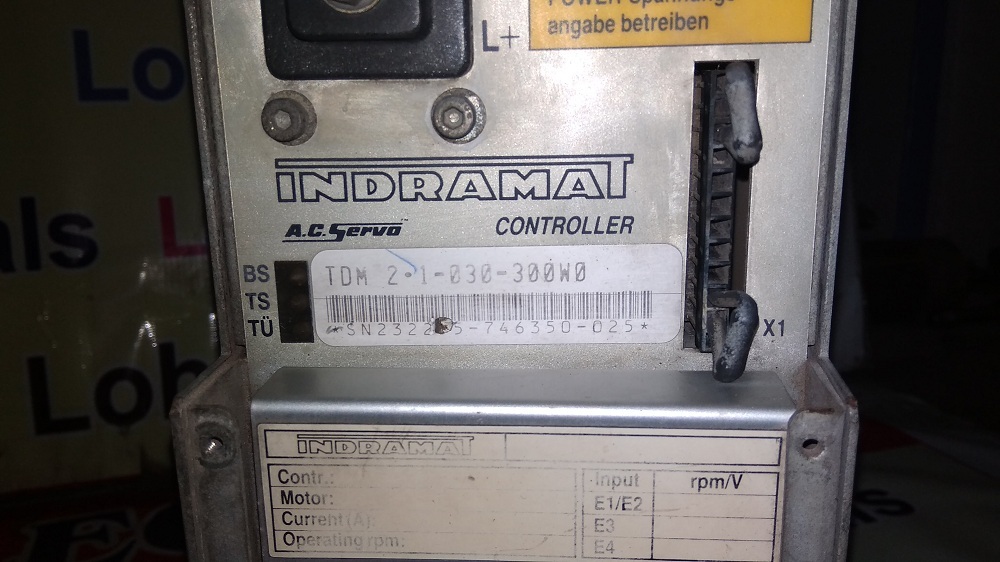 L+
angabe betreiben
INDRAMAT
A.C. Servo™
CONTROLLER
BS
TS
TÜ
TDM 2.1-030-300W0
X1
INDRAMAT
Contr.:
Motor:
Current (A):
Operating rpm:
Input rpm/V
E1/E2
E3
E4